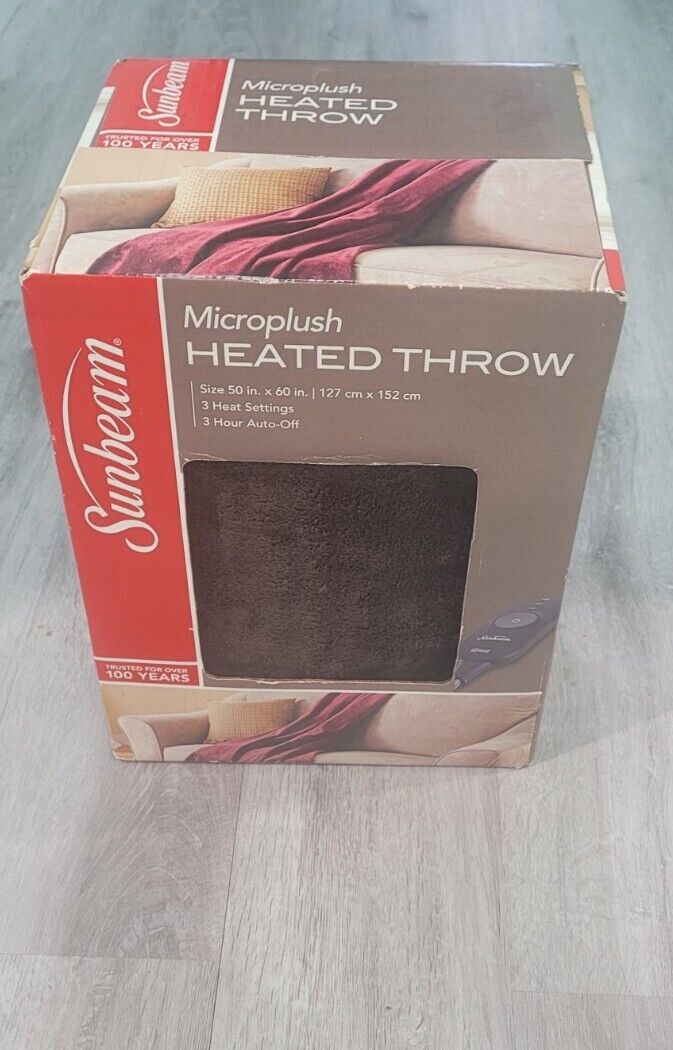 Sunbeam
TRUSTED FOR OVER
100 YEARS
Microplush
HEATED
THROW
Sunbeam®
TRUSTED FOR OVER
100 YEARS
Microplush
HEATED THROW
Size 50 in. x 60 in. | 127 cm x 152 cm
3 Heat Settings
3 Hour Auto-Off
Sunbeam